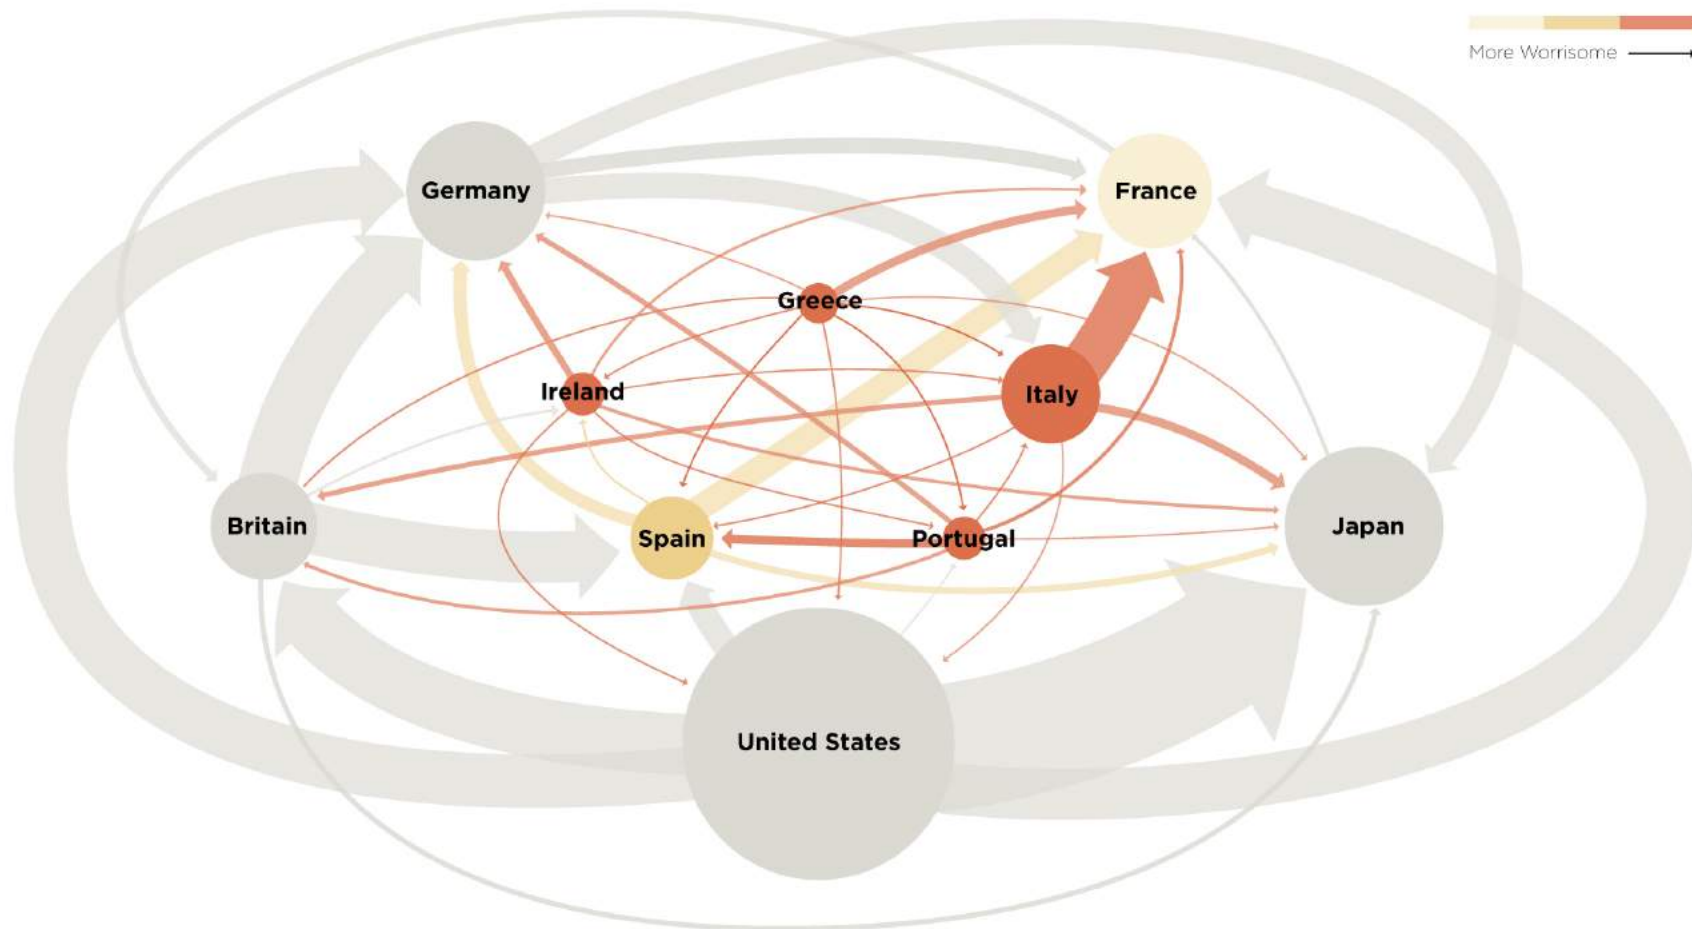 More Worrisome
Germany
France
Greece
Ireland
Italy
Britain
Spain
Portugal
Japan
United States